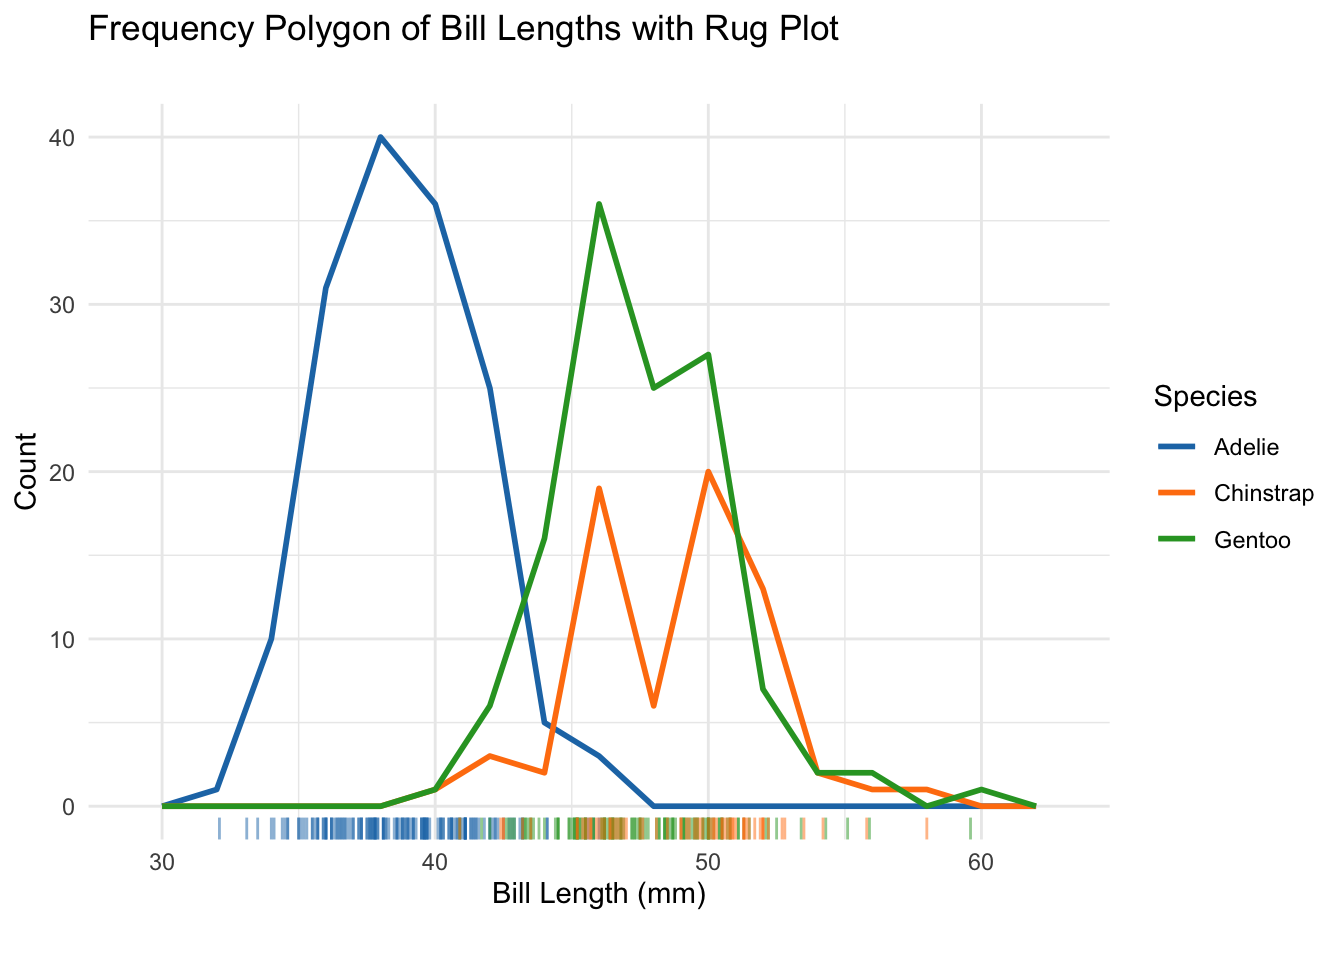 Frequency Polygon of Bill Lengths with Rug Plot
40
30
20
10
0
Count
30 40 50 60
Bill Length (mm)
Species
Adelie
Chinstrap
Gentoo